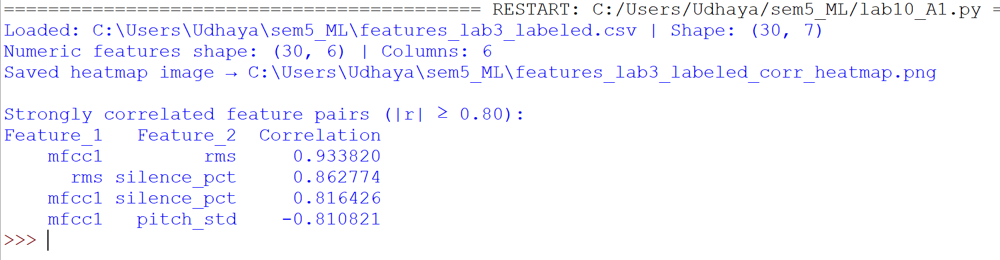 =========================================== RESTART: C:/Users/Udhaya/sem5_ML/lab10_A1.py =
Loaded: C:\Users\Udhaya\sem5_ML\features_lab3_labeled.csv | Shape: (30, 7)
Numeric features shape: (30, 6) | Columns: 6
Saved heatmap image → C:\Users\Udhaya\sem5_ML\features_lab3_labeled_corr_heatmap.png
Strongly correlated feature pairs (|r| ≥ 0.80):
Feature_1   Feature_2  Correlation
    mfcc1         rms     0.933820
      rms silence_pct     0.862774
    mfcc1 silence_pct     0.816426
    mfcc1   pitch_std    -0.810821
>>>